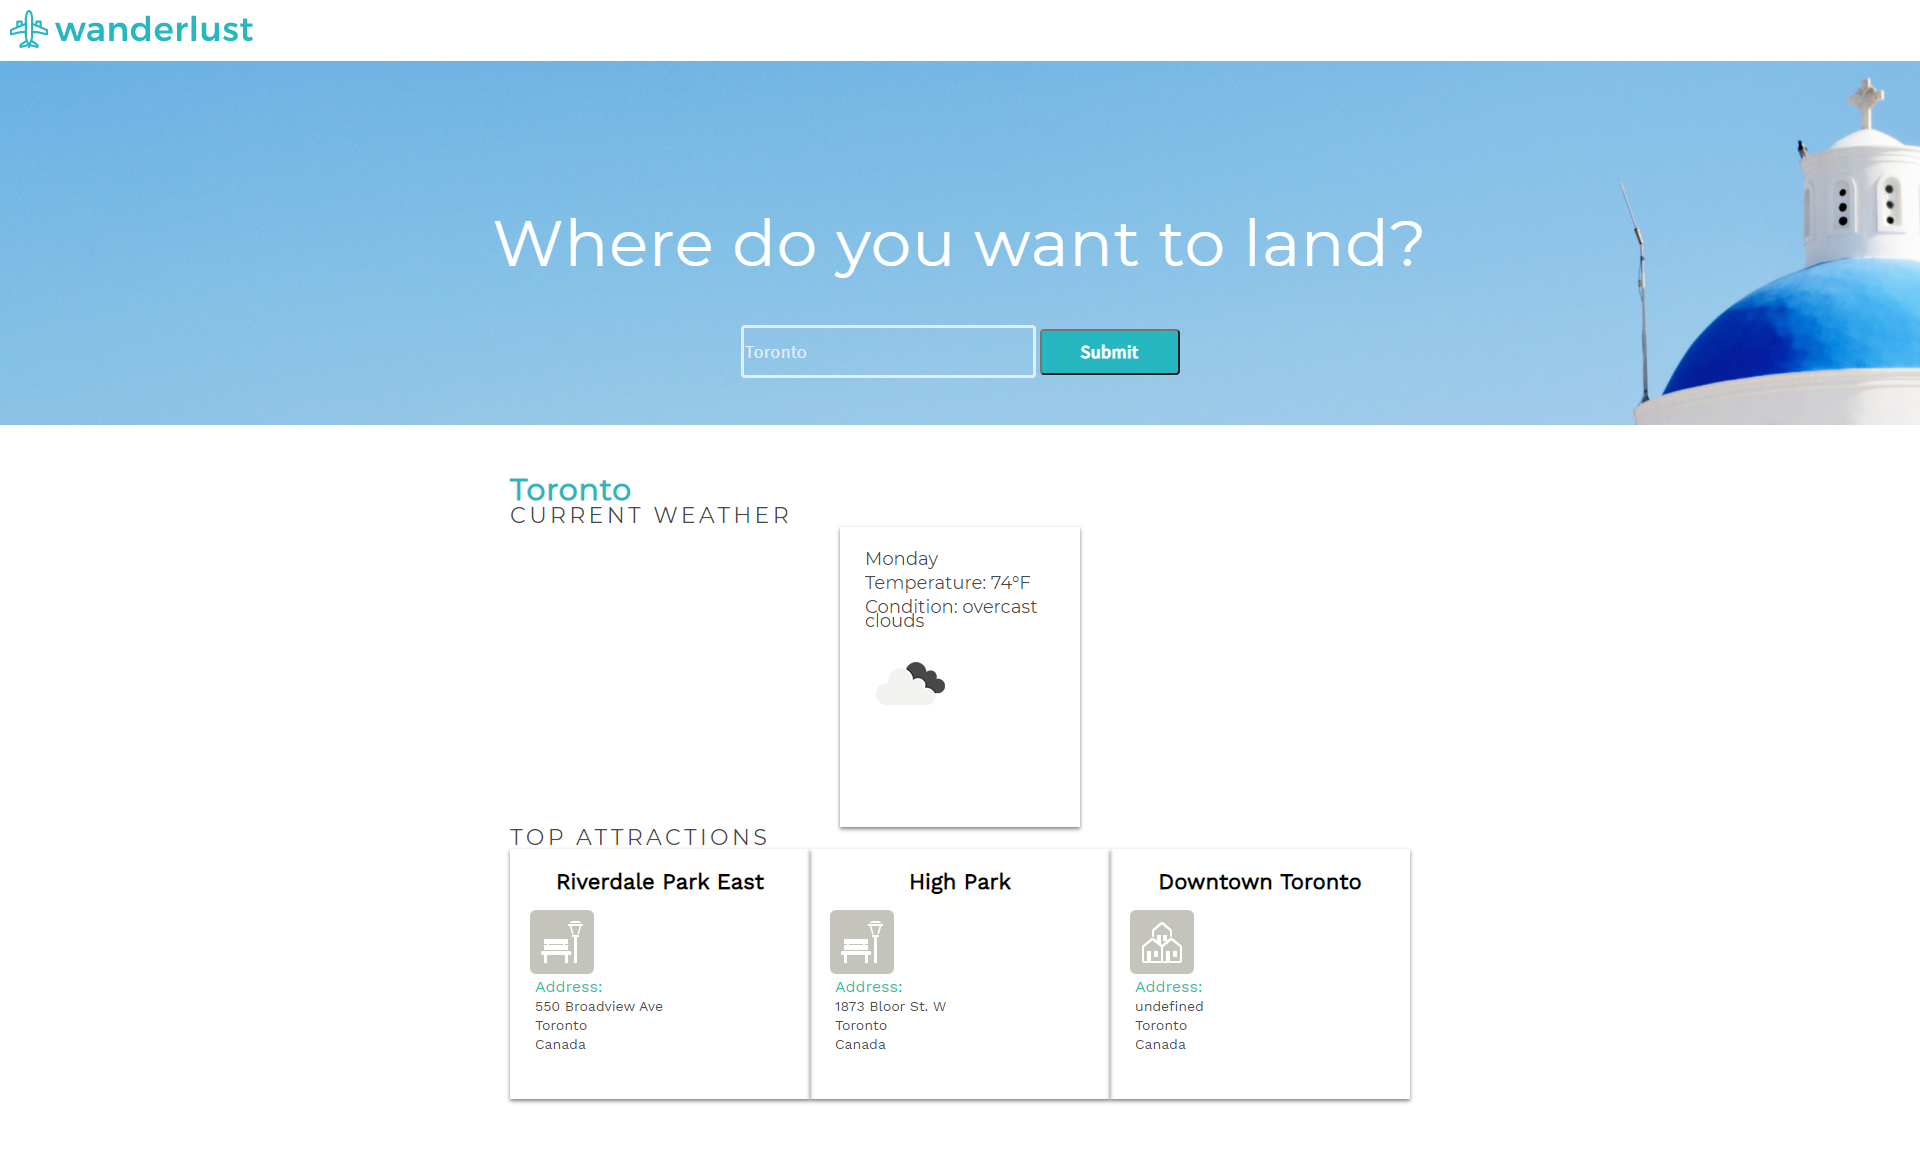 wanderlust
Where do you want to land?
Toronto
Submit
Toronto
CURRENT WEATHER
Monday
Temperature: 74°F
Condition: overcast
clouds
TOP ATTRACTIONS
Riverdale Park East
Address:
550 Broadview Ave
Toronto
Canada
High Park
Address:
1873 Bloor St. W
Toronto
Canada
Downtown Toronto
Address:
undefined
Toronto
Canada